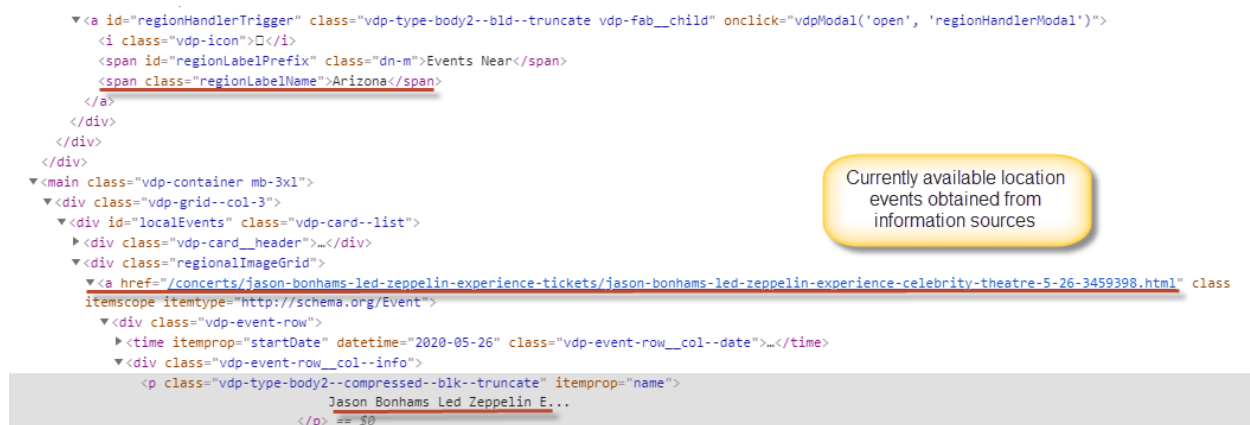 ▼<a id="regionHandlerTrigger" class="vdp-type-body2--bld--truncate vdp-fab__child" onclick="vdpModal('open', 'regionHandlerModal')">
<i class="vdp-icon">□</i>
<span id="regionLabelPrefix" class="dn-m">Events Near</span>
<span class="regionLabelName">Arizona</span>
</a>
</div>
</div>
</div>
▼<main class="vdp-container mb-3xl">
▼<div class="vdp-grid--col-3">
▼<div id="localEvents" class="vdp-card--list">
▶<div class="vdp-card__header">…</div>
▼<div class="regionalImageGrid">
▼<a href="/concerts/jason-bonhams-led-zeppelin-experience-tickets/jason-bonhams-led-zeppelin-experience-celebrity-theatre-5-26-3459398.html" class
itemscope itemtype="http://schema.org/Event">
▼<div class="vdp-event-row">
▶<time itemprop="startDate" datetime="2020-05-26" class="vdp-event-row__col--date">…</time>
▼<div class="vdp-event-row__col--info">
<p class="vdp-type-body2--compressed--blk--truncate" itemprop="name">
Jason Bonhams Led Zeppelin E...
</p> == $0
Currently available location
events obtained from
information sources